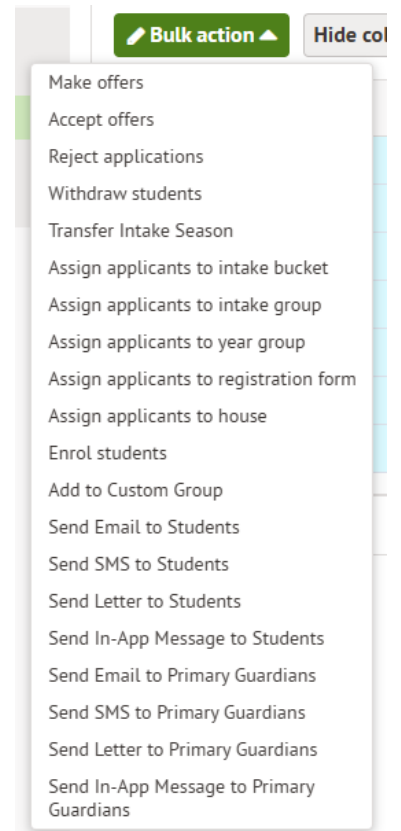 Bulk action
Hide col
Make offers
Accept offers
Reject applications
Withdraw students
Transfer Intake Season
Assign applicants to intake bucket
Assign applicants to intake group
Assign applicants to year group
Assign applicants to registration form
Assign applicants to house
Enrol students
Add to Custom Group
Send Email to Students
Send SMS to Students
Send Letter to Students
Send In-App Message to Students
Send Email to Primary Guardians
Send SMS to Primary Guardians
Send Letter to Primary Guardians
Send In-App Message to Primary
Guardians